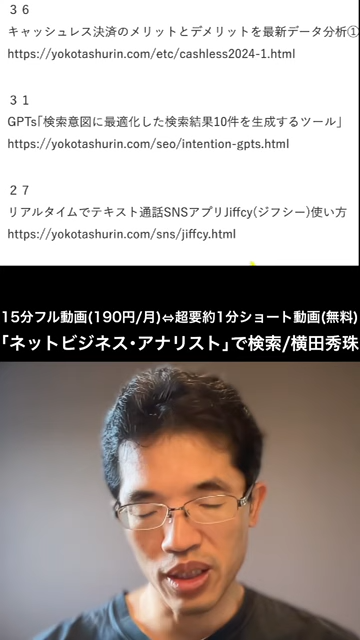 ３６
キャッシュレス決済のメリットとデメリットを最新データ分析①
https://yokotashurin.com/etc/cashless2024-1.html
３１
GPTs｢検索意図に最適化した検索結果10件を生成するツール」
https://yokotashurin.com/seo/intention-gpts.html
２７
リアルタイムでテキスト通話SNSアプリJiffcy(ジフシー)使い方
https://yokotashurin.com/sns/jiffcy.html
15分フル動画(190円/月)⇔超要約1分ショート動画(無料)
｢ネットビジネス･アナリスト｣で検索/横田秀珠